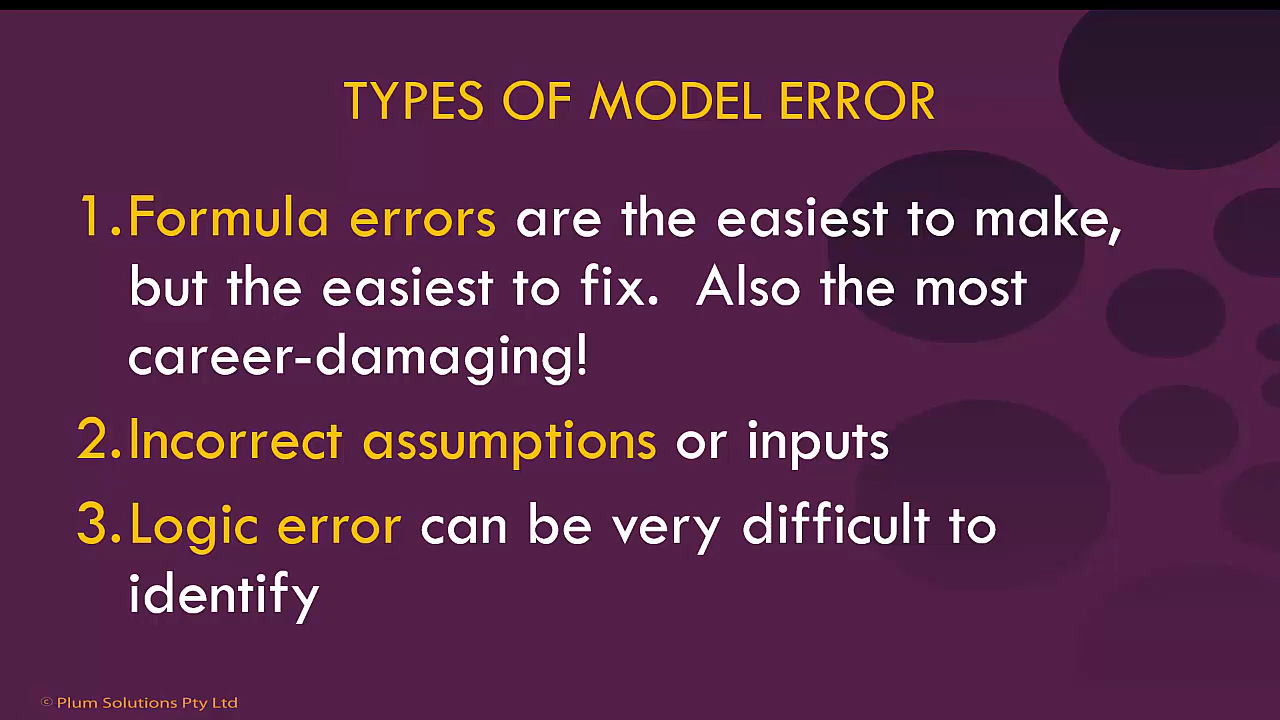 TYPES OF MODEL ERROR
1. Formula errors are the easiest to make,
but the easiest to fix.  Also the most
career-damaging!
2. Incorrect assumptions or inputs
3. Logic error can be very difficult to
identify
© Plum Solutions Pty Ltd